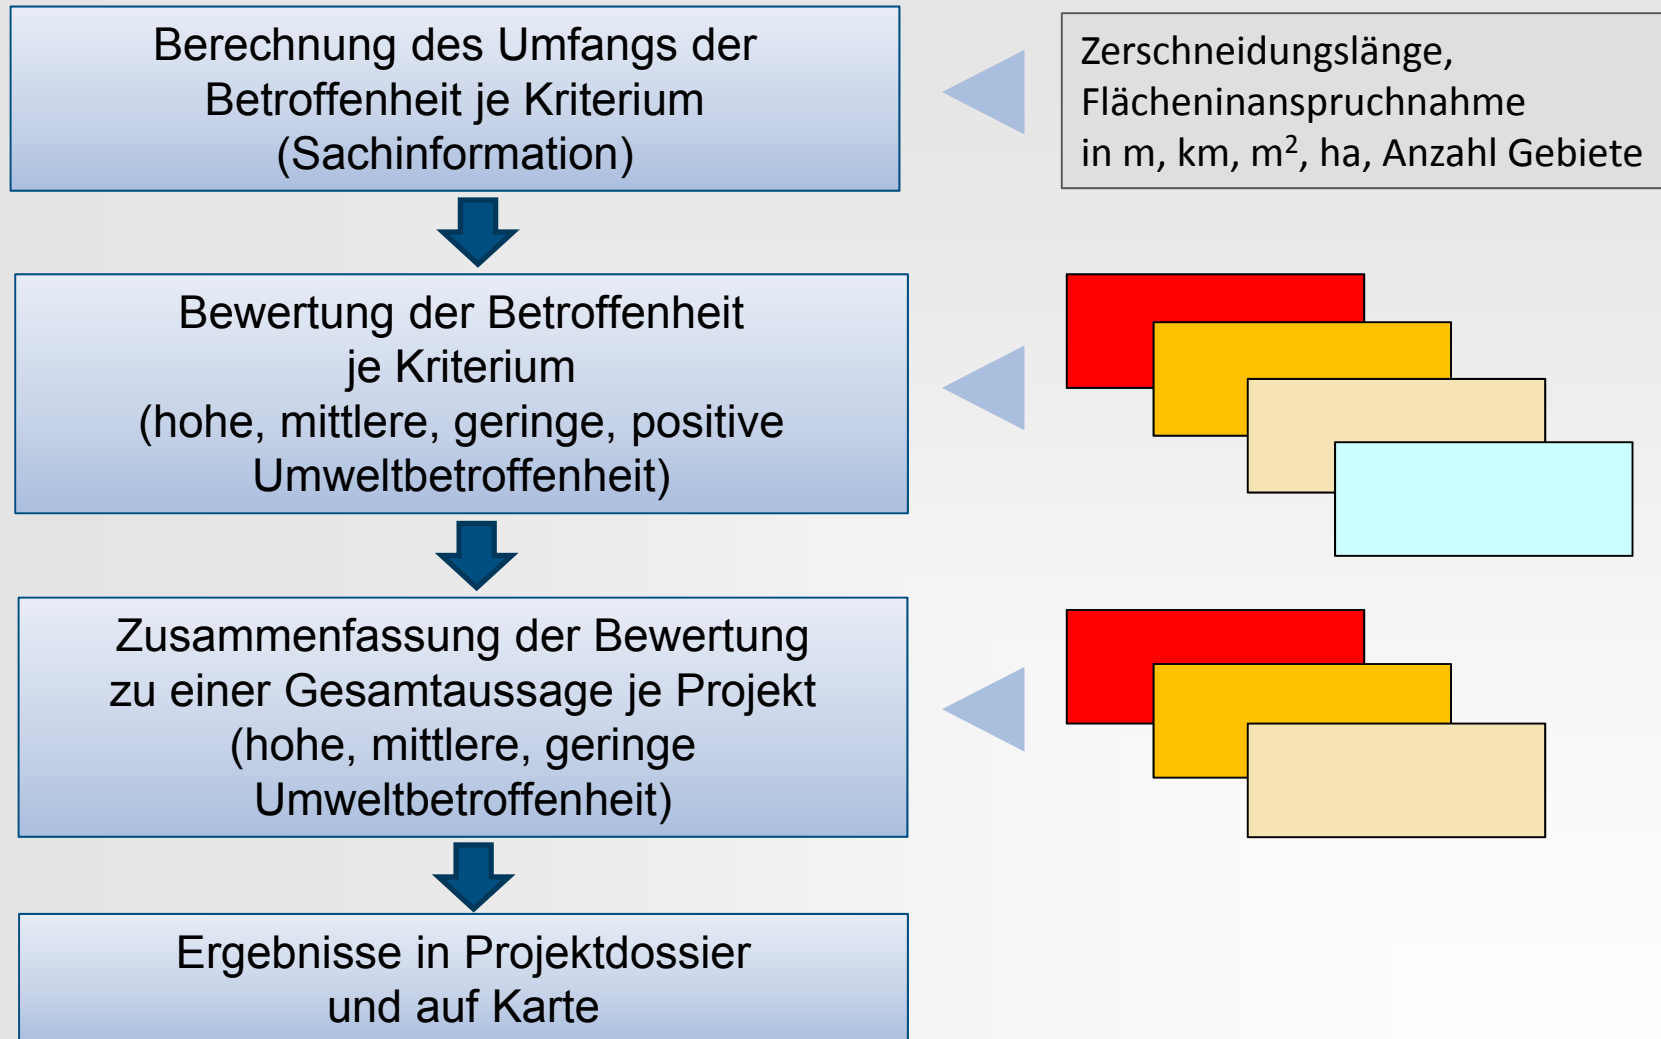 Berechnung des Umfangs der
Betroffenheit je Kriterium
(Sachinformation)
Zerschneidungslänge,
Flächeninanspruchnahme
in m, km, m², ha, Anzahl Gebiete
Bewertung der Betroffenheit
je Kriterium
(hohe, mittlere, geringe, positive
Umweltbetroffenheit)
Zusammenfassung der Bewertung
zu einer Gesamtaussage je Projekt
(hohe, mittlere, geringe
Umweltbetroffenheit)
Ergebnisse in Projektdossier
und auf Karte